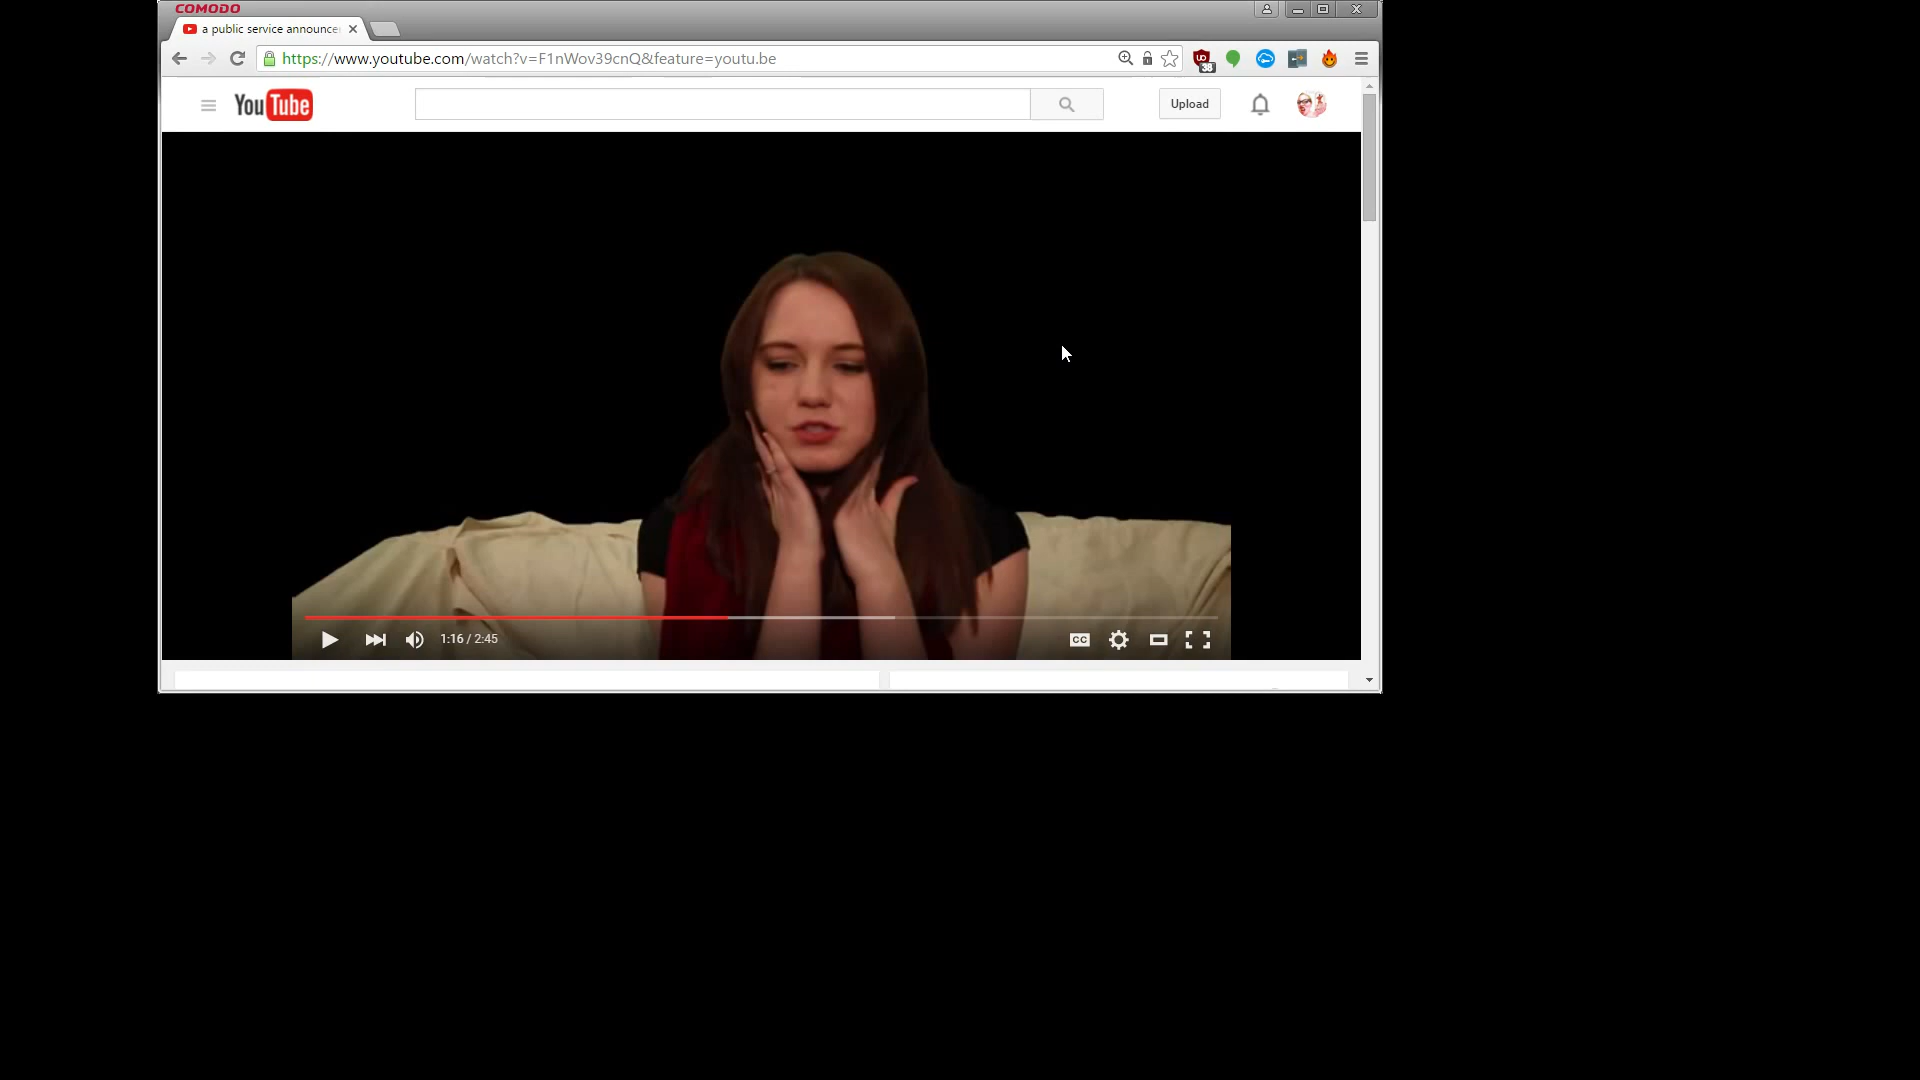 COMODO
a public service announce
https://www.youtube.com/watch?v=F1nWov39cnQ&feature=youtu.be
38
YouTube
Upload
1:16 / 2:45
CC